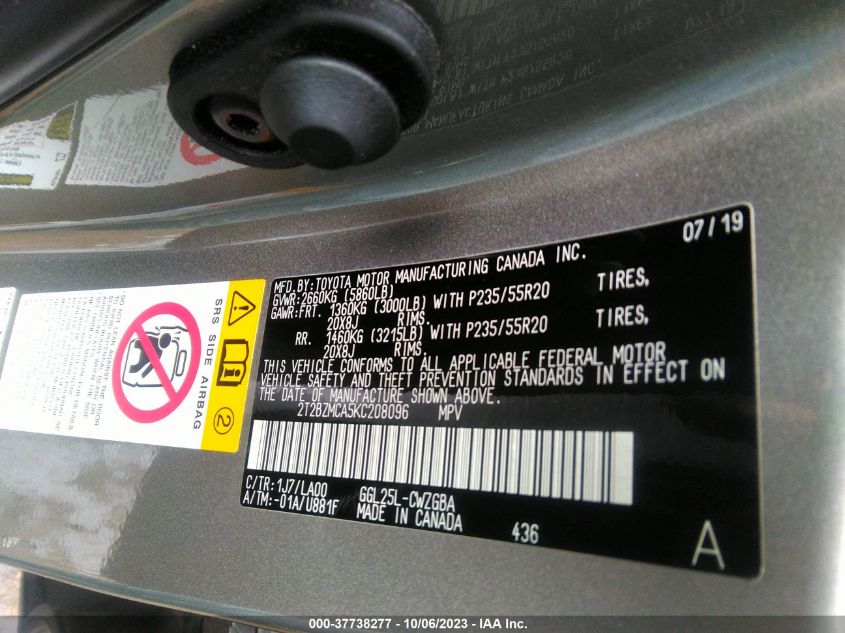 07/19
MFD.BY:TOYOTA MOTOR MANUFACTURING CANADA INC.
GVWR:2660KG (5860LB)
GAWR:FRT. 1360KG (3000LB) WITH P235/55R20 TIRES,
20X8J RIMS.
RR. 1460KG (3215LB) WITH P235/55R20 TIRES,
20X8J RIMS.
THIS VEHICLE CONFORMS TO ALL APPLICABLE FEDERAL MOTOR
VEHICLE SAFETY AND THEFT PREVENTION STANDARDS IN EFFECT ON
THE DATE OF MANUFACTURE SHOWN ABOVE.
2T2BZMCA5KC208096 MPV
C/TR:1J7/LA00 GGL25L-CWZGBA
A/TM:-01A/U881F MADE IN CANADA
436
A
SRS SIDE AIRBAG
2
000-37738277 - 10/06/2023 - IAA Inc.